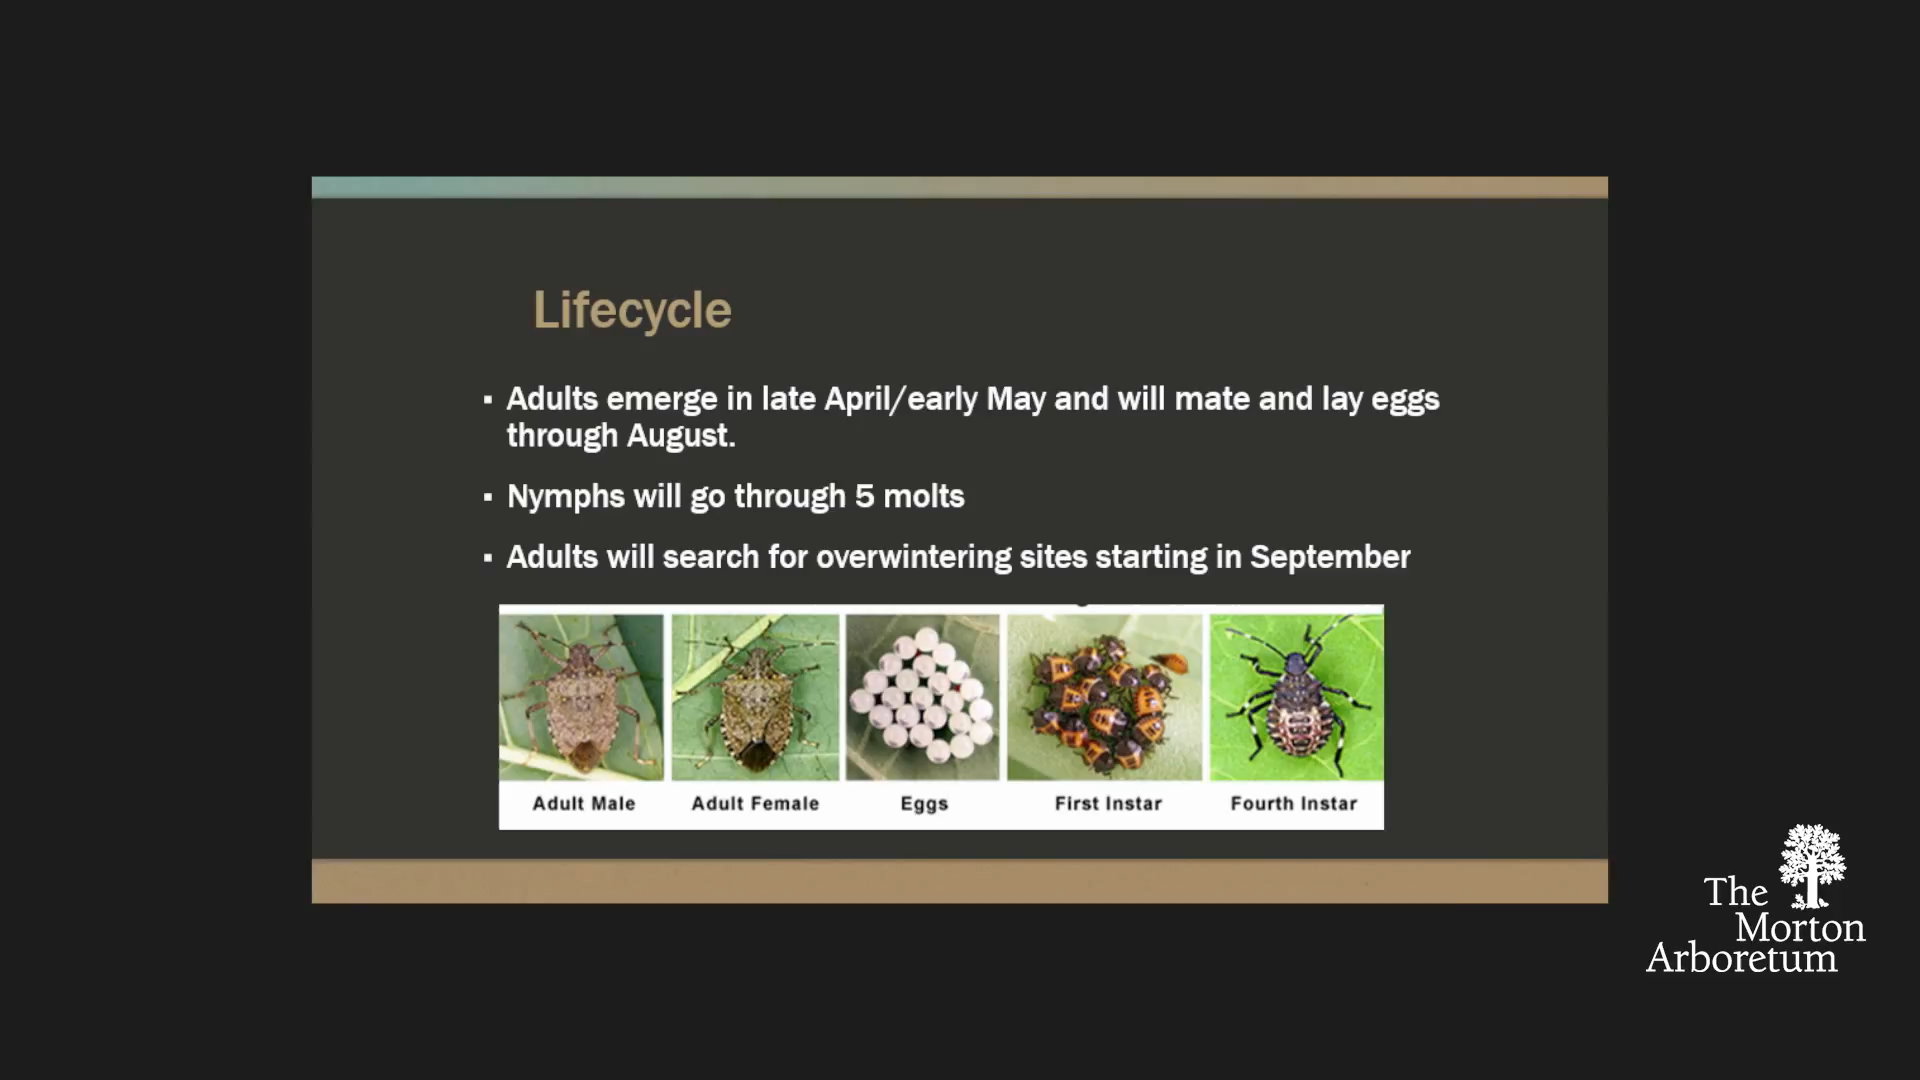 Lifecycle
▪ Adults emerge in late April/early May and will mate and lay eggs
through August.
▪ Nymphs will go through 5 molts
▪ Adults will search for overwintering sites starting in September
Adult Male
Adult Female
Eggs
First Instar
Fourth Instar
The
Morton
Arboretum